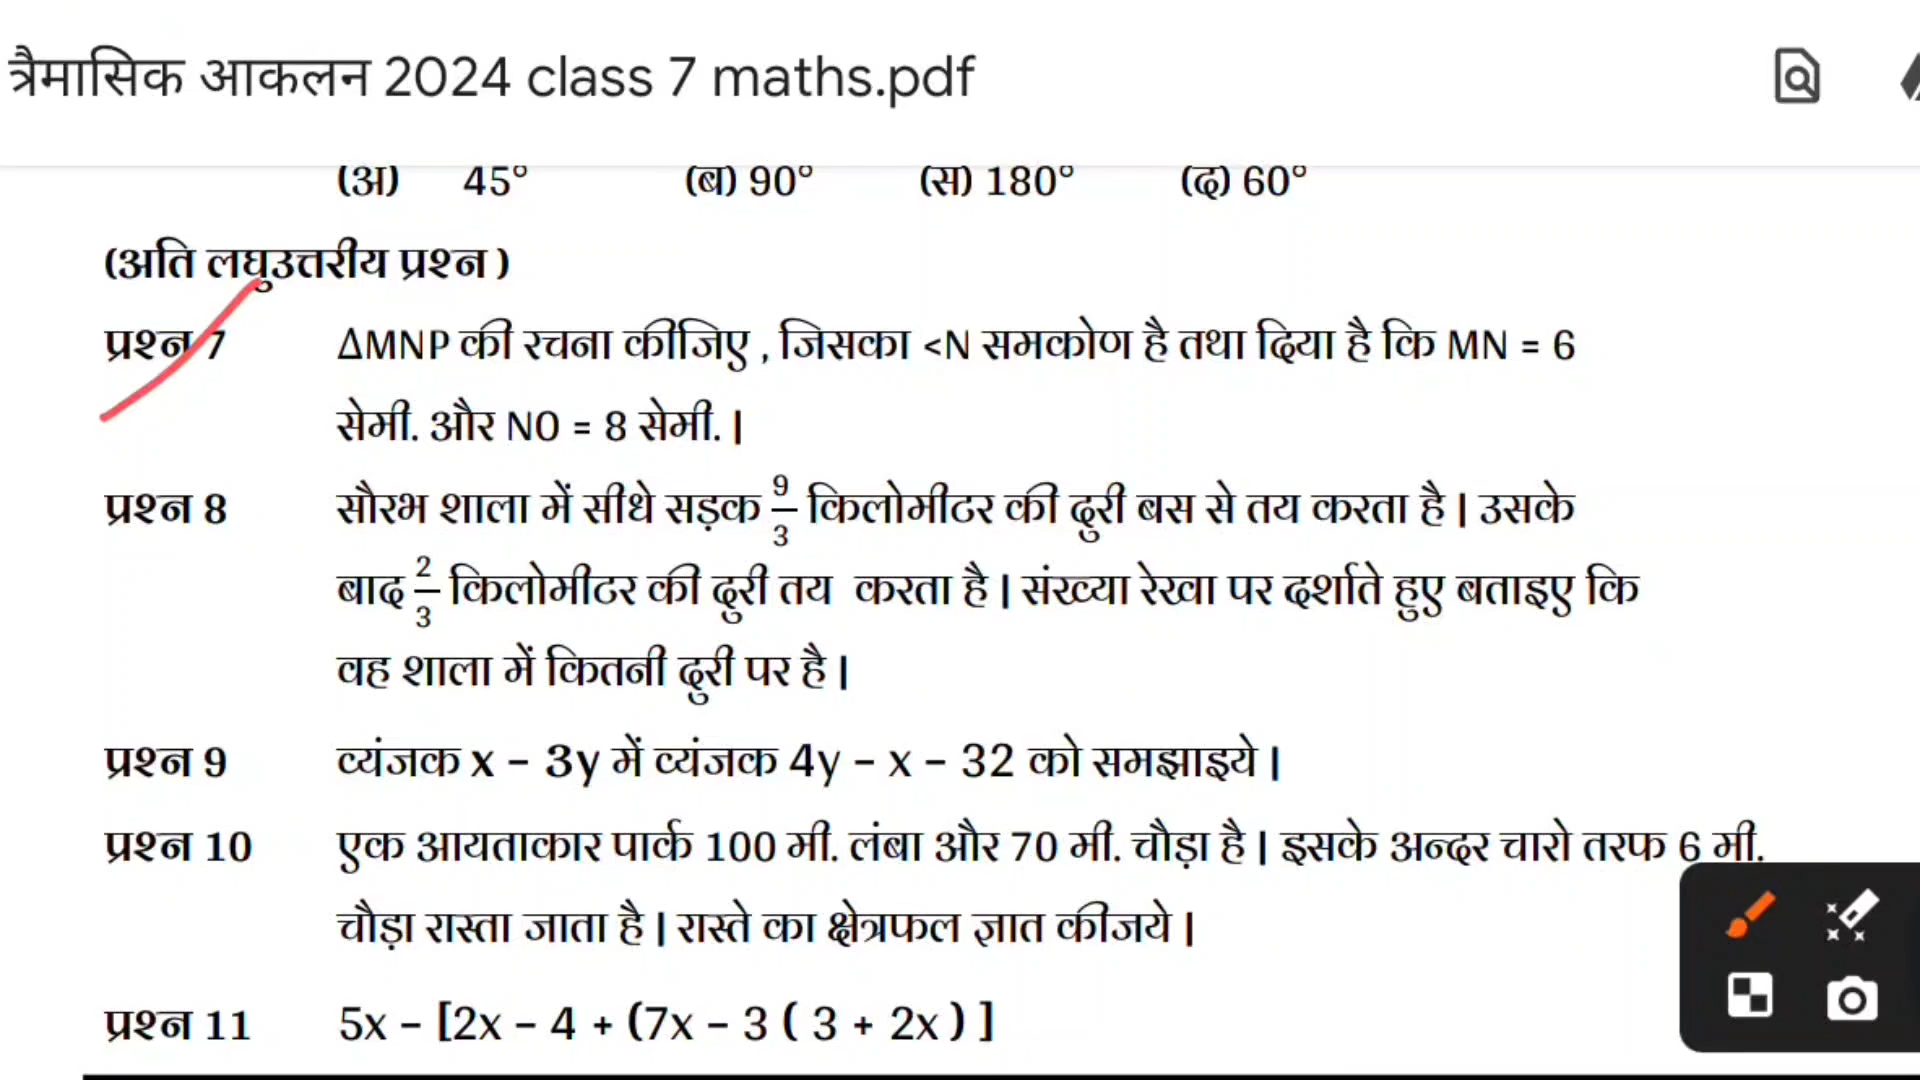 त्रैमासिक आकलन 2024 class 7 maths.pdf
(अ) 45° (ब) 90° (स) 180° (द) 60°
(अति लघुउत्तरीय प्रश्न )
प्रश्न 7 ΔMNP की रचना कीजिए , जिसका <N समकोण है तथा दिया है कि MN = 6
सेमी. और NO = 8 सेमी. |
प्रश्न 8 सौरभ शाला में सीधे सड़क 9/3 किलोमीटर की दुरी बस से तय करता है | उसके
बाद 2/3 किलोमीटर की दुरी तय करता है | संख्या रेखा पर दर्शाते हुए बताइए कि
वह शाला में कितनी दुरी पर है |
प्रश्न 9 व्यंजक x – 3y में व्यंजक 4y – x – 32 को समझाइये |
प्रश्न 10 एक आयताकार पार्क 100 मी. लंबा और 70 मी. चौड़ा है | इसके अन्दर चारो तरफ 6 मी.
चौड़ा रास्ता जाता है | रास्ते का क्षेत्रफल ज्ञात कीजये |
प्रश्न 11 5x – [2x – 4 + (7x – 3 ( 3 + 2x ) ]